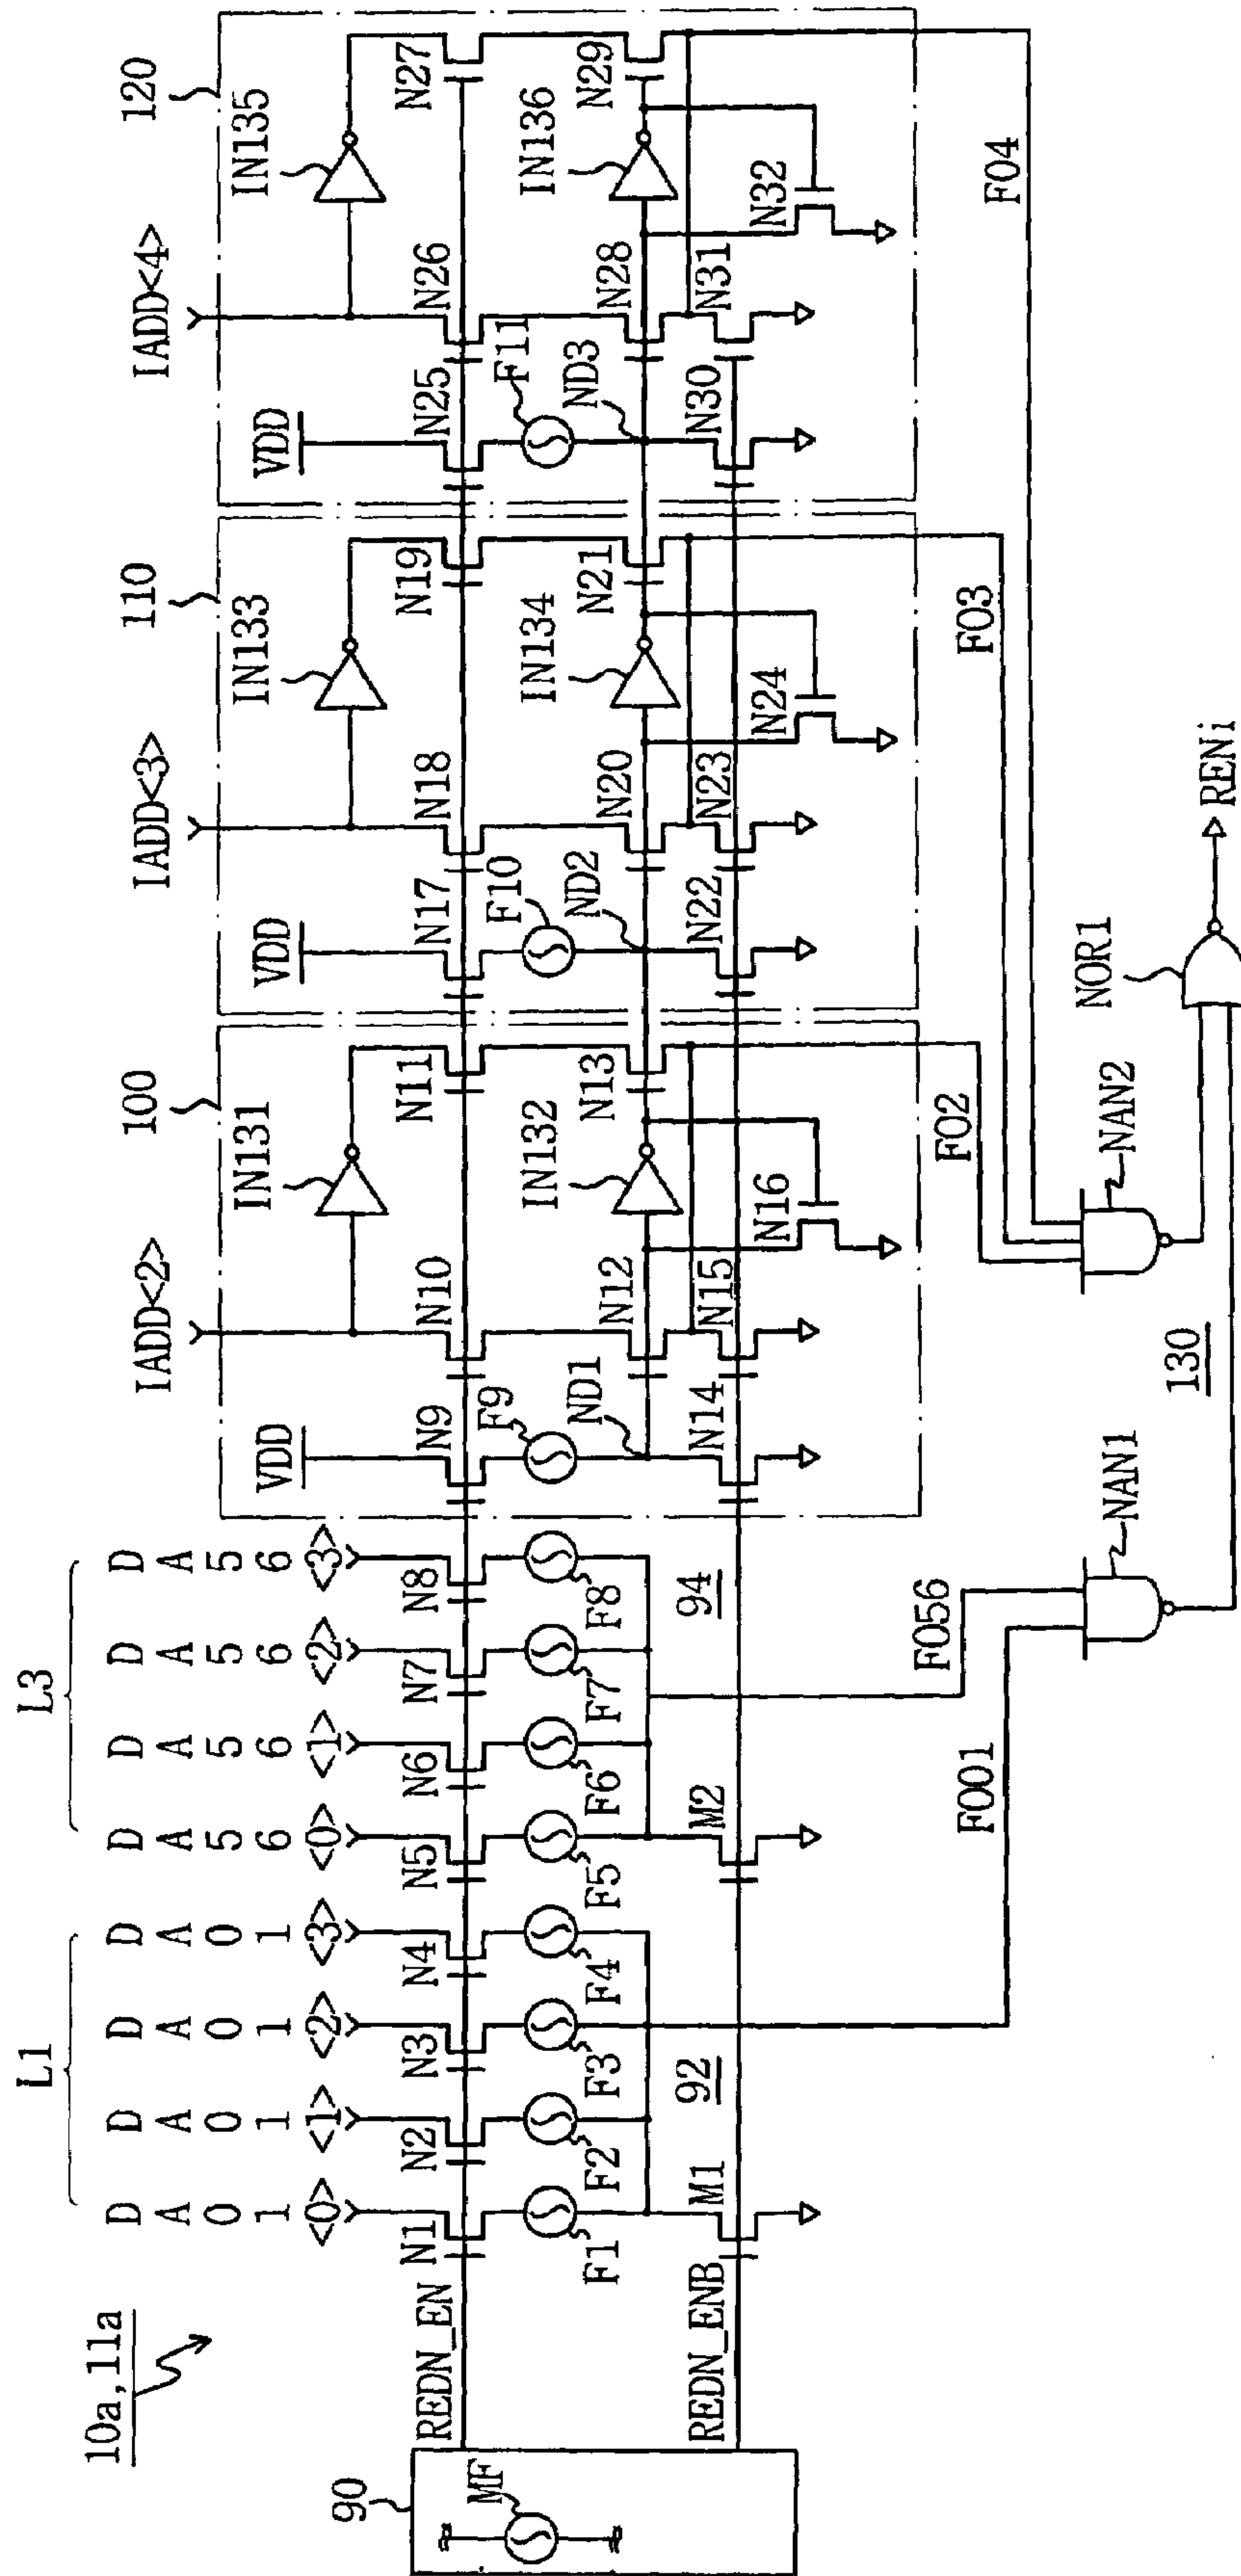 10a, 11a
L1
L3
DA01<0>
DA01<1>
DA01<2>
DA01<3>
DA56<0>
DA56<1>
DA56<2>
DA56<3>
IADD<2>
IADD<3>
IADD<4>
100
110
120
90
MF
REDN_EN
REDN_ENB
N1
N2
N3
N4
N5
N6
N7
N8
F1
F2
F3
F4
F5
F6
F7
F8
M1
92
M2
94
VDD
N9
F9
ND1
N14
N10
N12
N15
IN131
IN132
N11
N13
N16
VDD
N17
F10
ND2
N22
N18
N20
N23
IN133
IN134
N19
N21
N24
VDD
N25
F11
ND3
N30
N26
N28
N31
IN135
IN136
N27
N29
N32
F001
F056
F02
F03
F04
NAN1
130
NAN2
NOR1
RENi